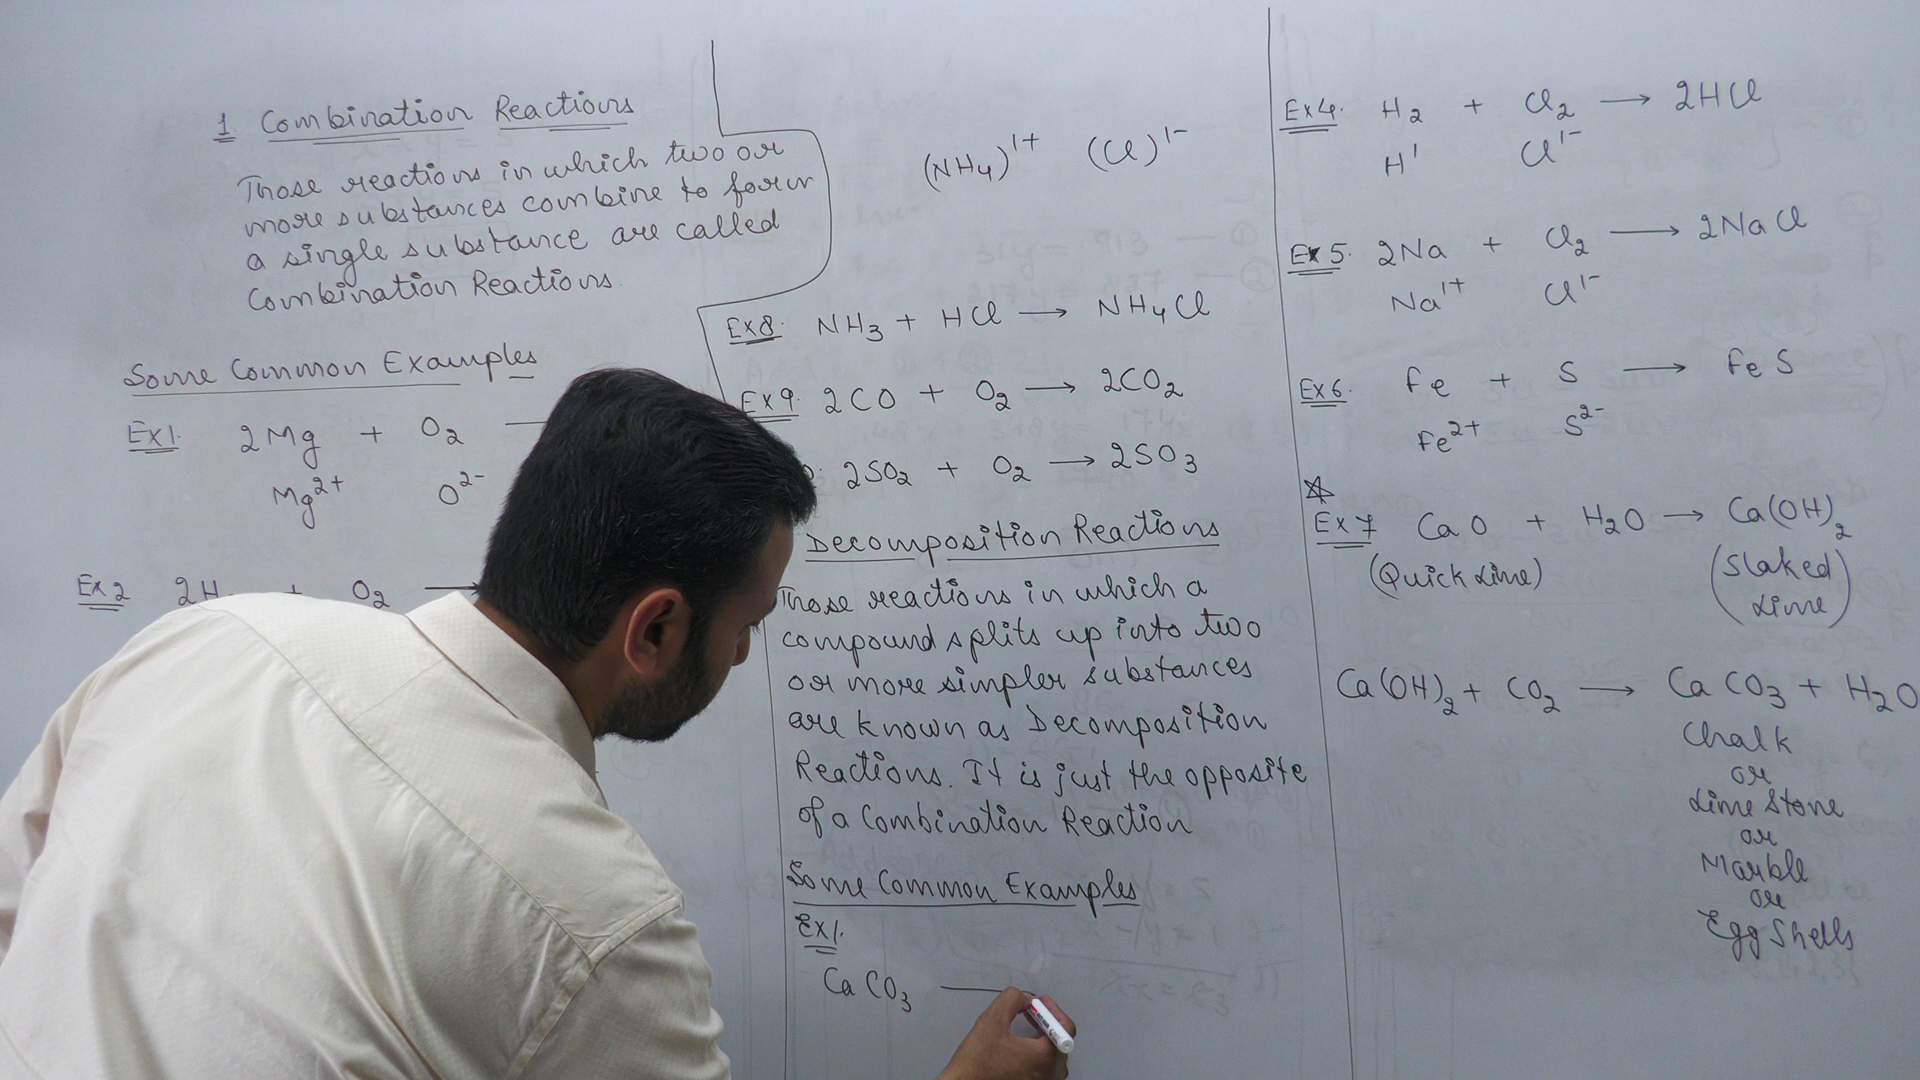 1. Combination Reactions
Those reactions in which two or
more substances combine to form
a single substance are called
Combination Reactions.
Some Common Examples
Ex1. 2Mg + O₂
Mg²⁺ O²⁻
Ex2 2H + O₂ →
(NH₄)¹⁺ (Cl)¹⁻
Ex8. NH₃ + HCl → NH₄Cl
Ex9. 2CO + O₂ → 2CO₂
2SO₂ + O₂ → 2SO₃
Decomposition Reactions
Those reactions in which a
compound splits up into two
or more simpler substances
are known as Decomposition
Reactions. It is just the opposite
of a Combination Reaction
Some Common Examples
Ex1.
CaCO₃
Ex4. H₂ + Cl₂ → 2HCl
H¹ Cl¹⁻
Ex5. 2Na + Cl₂ → 2NaCl
Na¹⁺ Cl¹⁻
Ex6. Fe + S → FeS
Fe²⁺ S²⁻
Ex7 CaO + H₂O → Ca(OH)₂
(Quick Lime) (Slaked
Lime)
Ca(OH)₂ + CO₂ → CaCO₃ + H₂O
Chalk
or
Lime Stone
or
Marble
or
Egg Shells